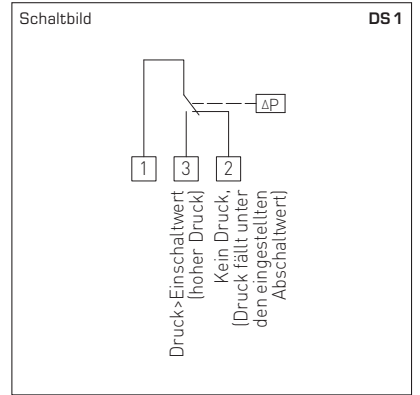 Schaltbild
DS 1
ΔP
1
3
2
Druck>Einschaltwert
(hoher Druck)
Kein Druck,
(Druck fällt unter
den eingestellten
Abschaltwert)